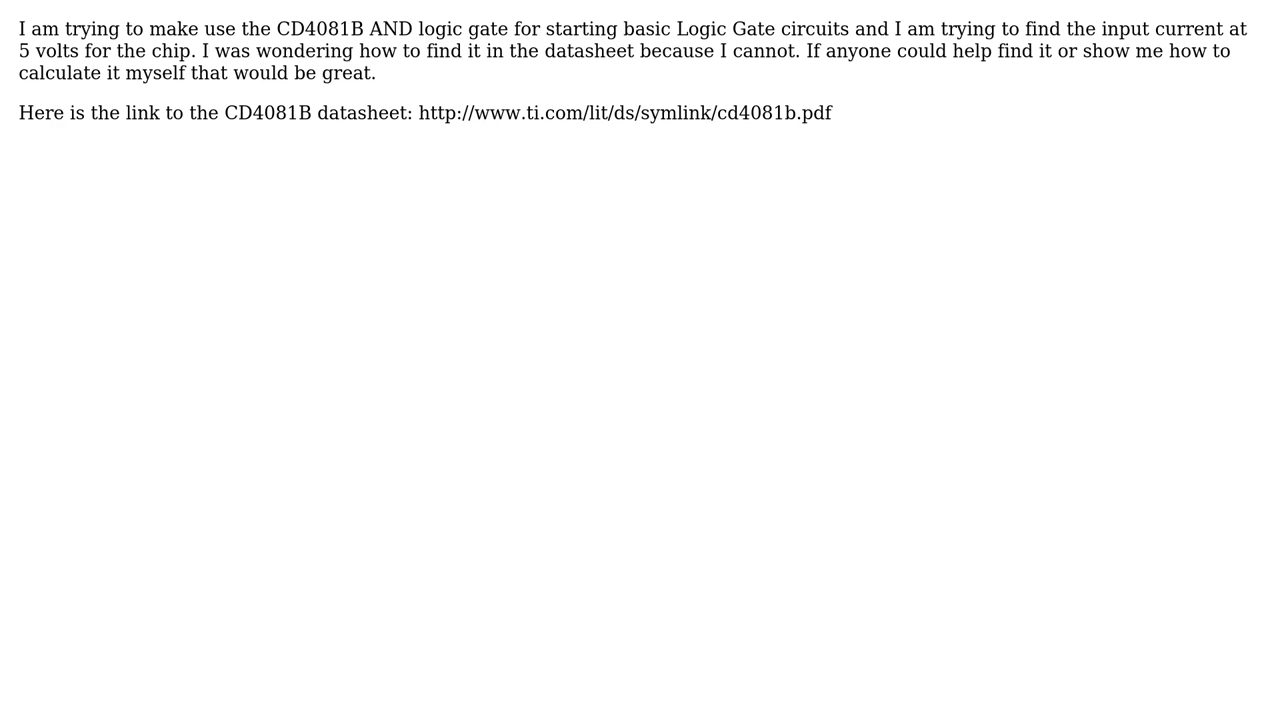 I am trying to make use the CD4081B AND logic gate for starting basic Logic Gate circuits and I am trying to find the input current at
5 volts for the chip. I was wondering how to find it in the datasheet because I cannot. If anyone could help find it or show me how to
calculate it myself that would be great.
Here is the link to the CD4081B datasheet: http://www.ti.com/lit/ds/symlink/cd4081b.pdf